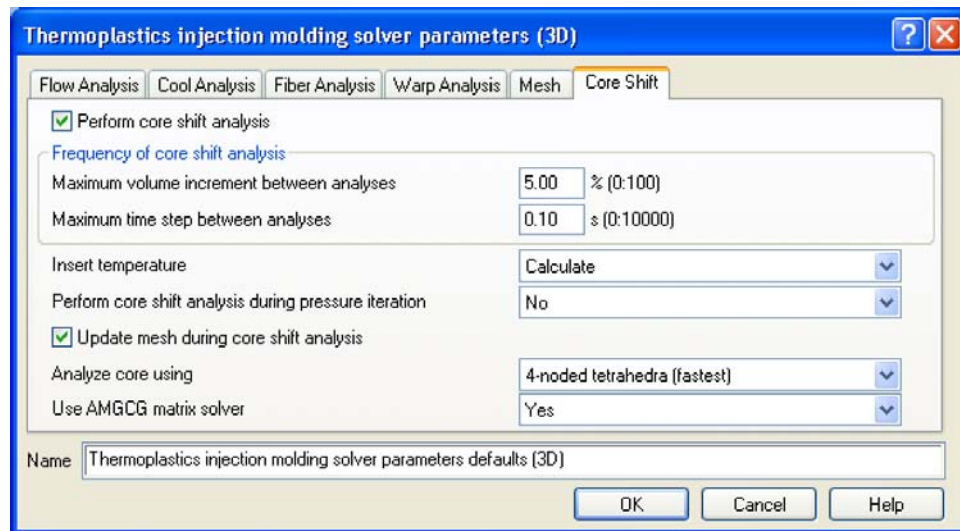 Thermoplastics injection molding solver parameters (3D)
Flow Analysis Cool Analysis Fiber Analysis Warp Analysis Mesh Core Shift
Perform core shift analysis
Frequency of core shift analysis
Maximum volume increment between analyses 5.00 % (0:100)
Maximum time step between analyses 0.10 s (0:10000)
Insert temperature Calculate
Perform core shift analysis during pressure iteration No
Update mesh during core shift analysis
Analyze core using 4-noded tetrahedra (fastest)
Use AMGCG matrix solver Yes
Name Thermoplastics injection molding solver parameters defaults (3D)
OK Cancel Help